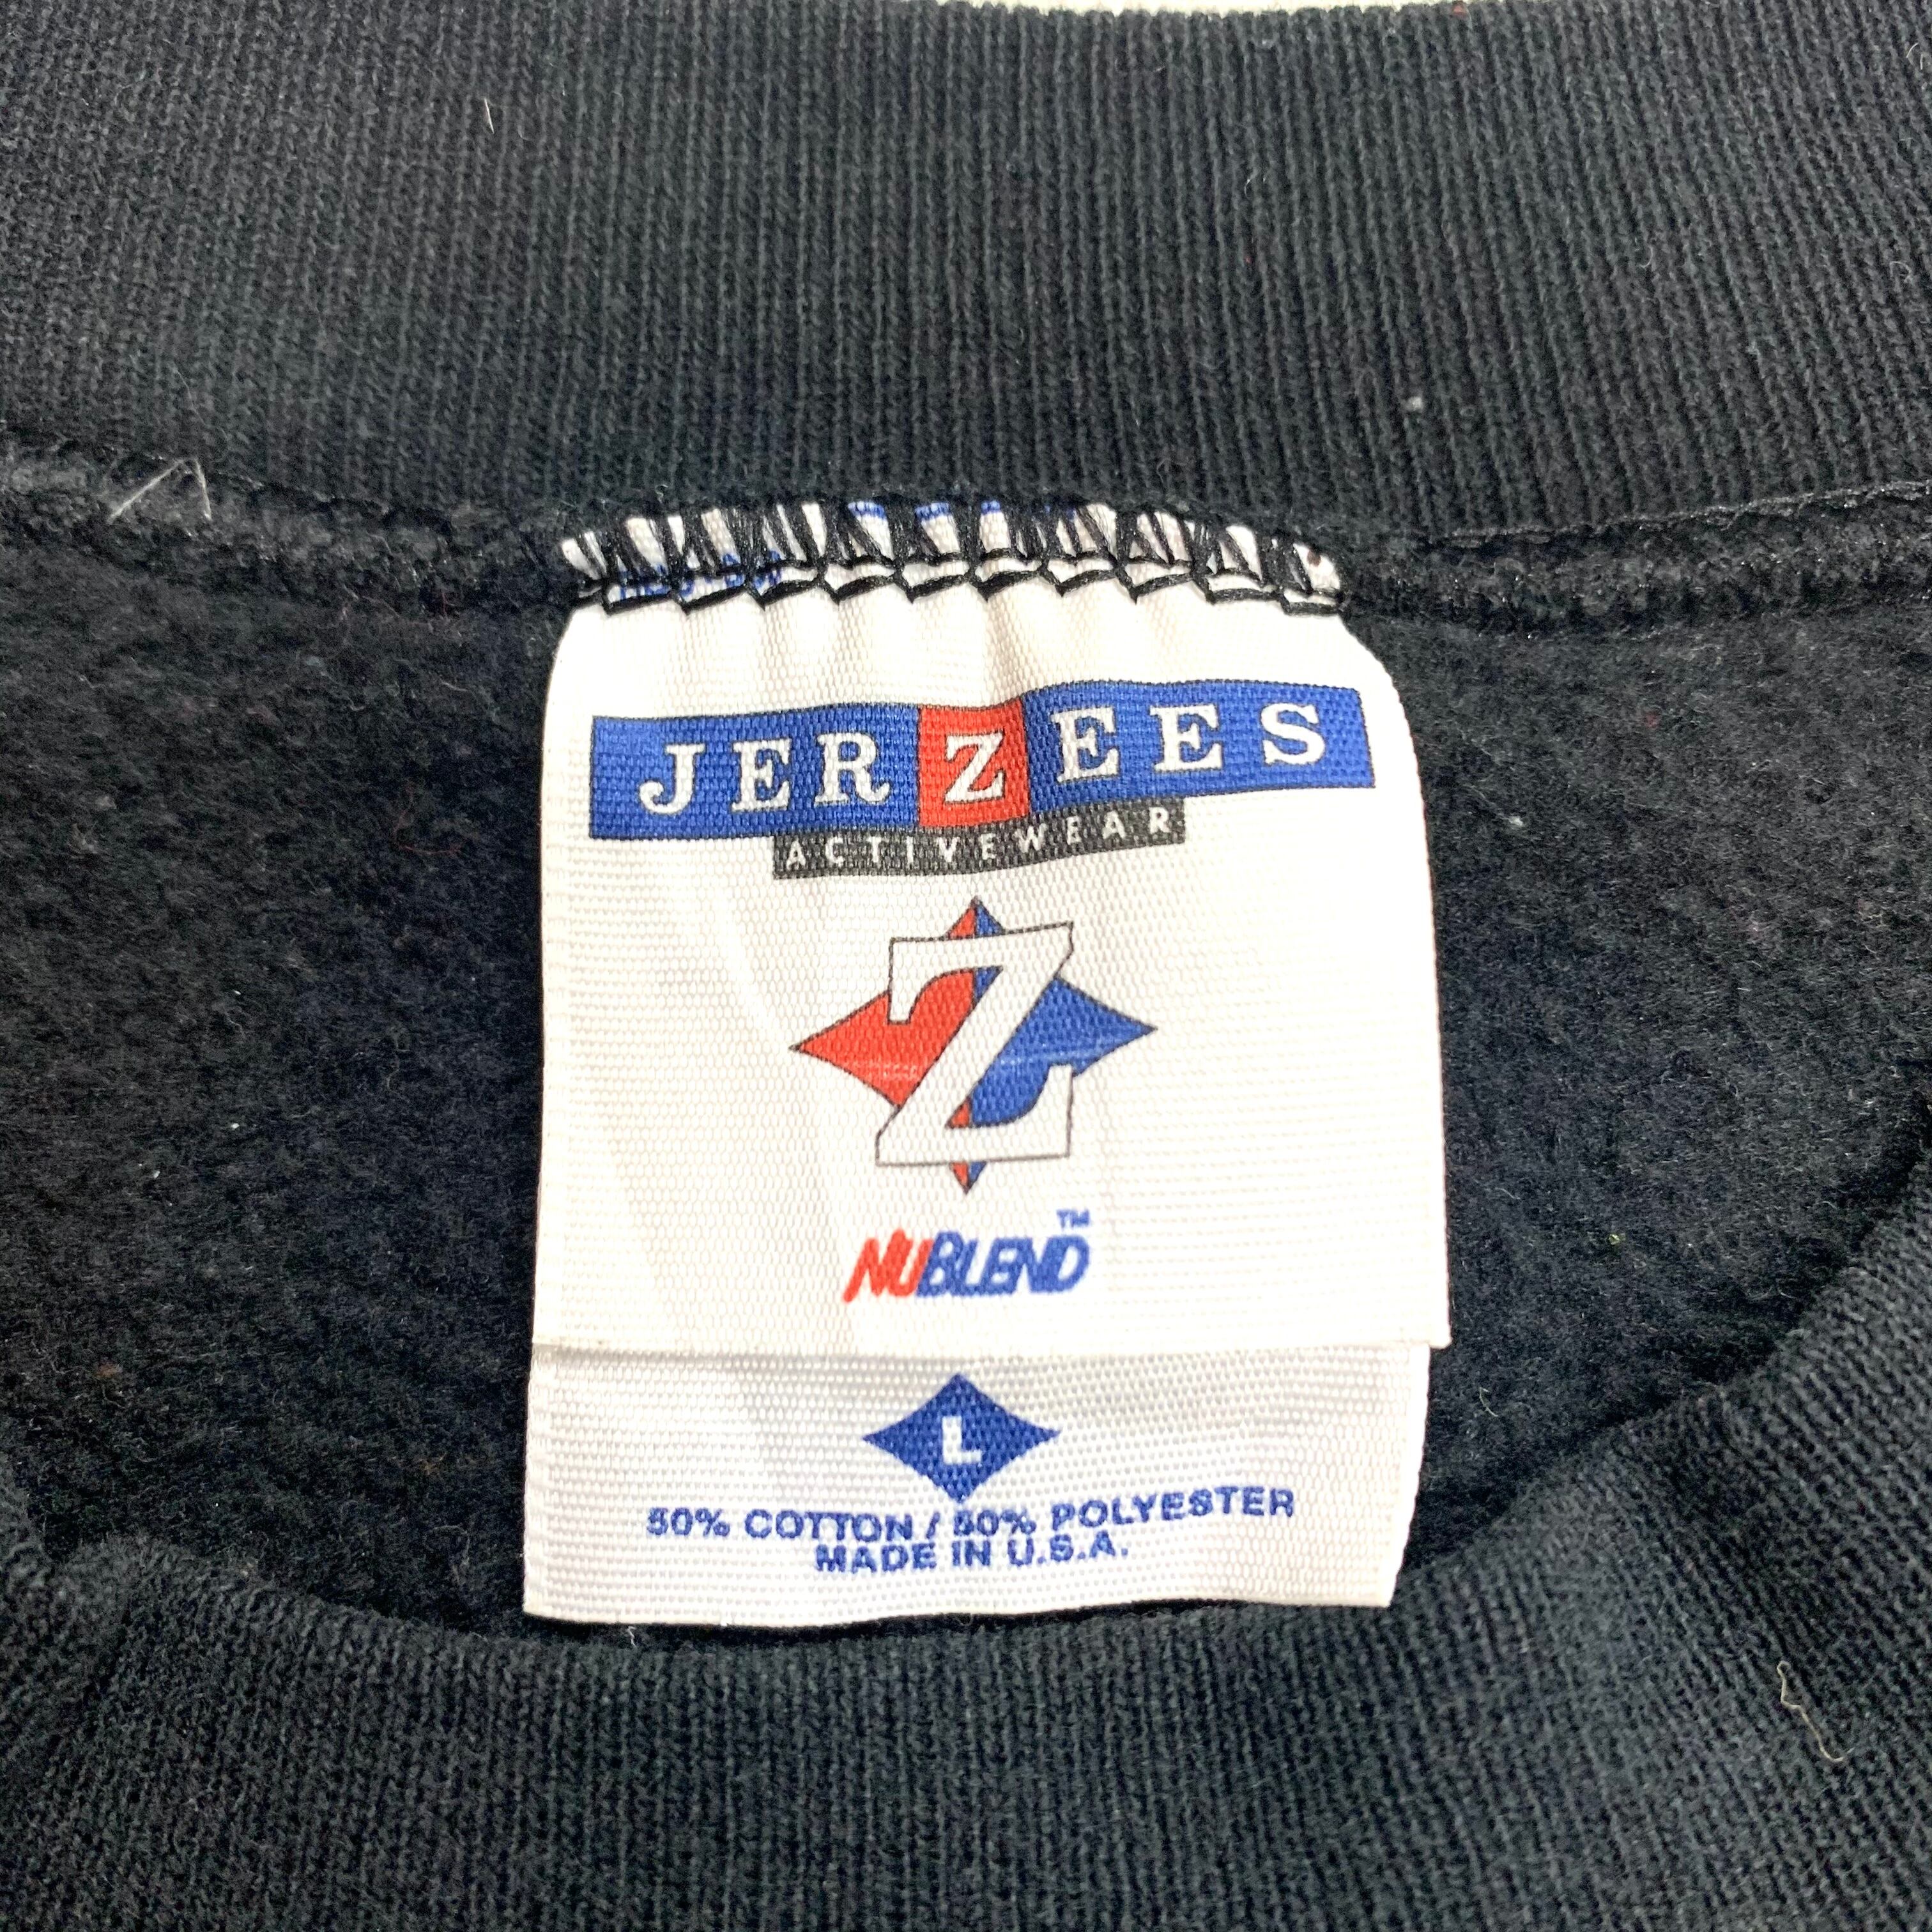 JERZEES
ACTIVEWEAR
Z
NUBLEND™
L
50% COTTON / 50% POLYESTER
MADE IN U.S.A.